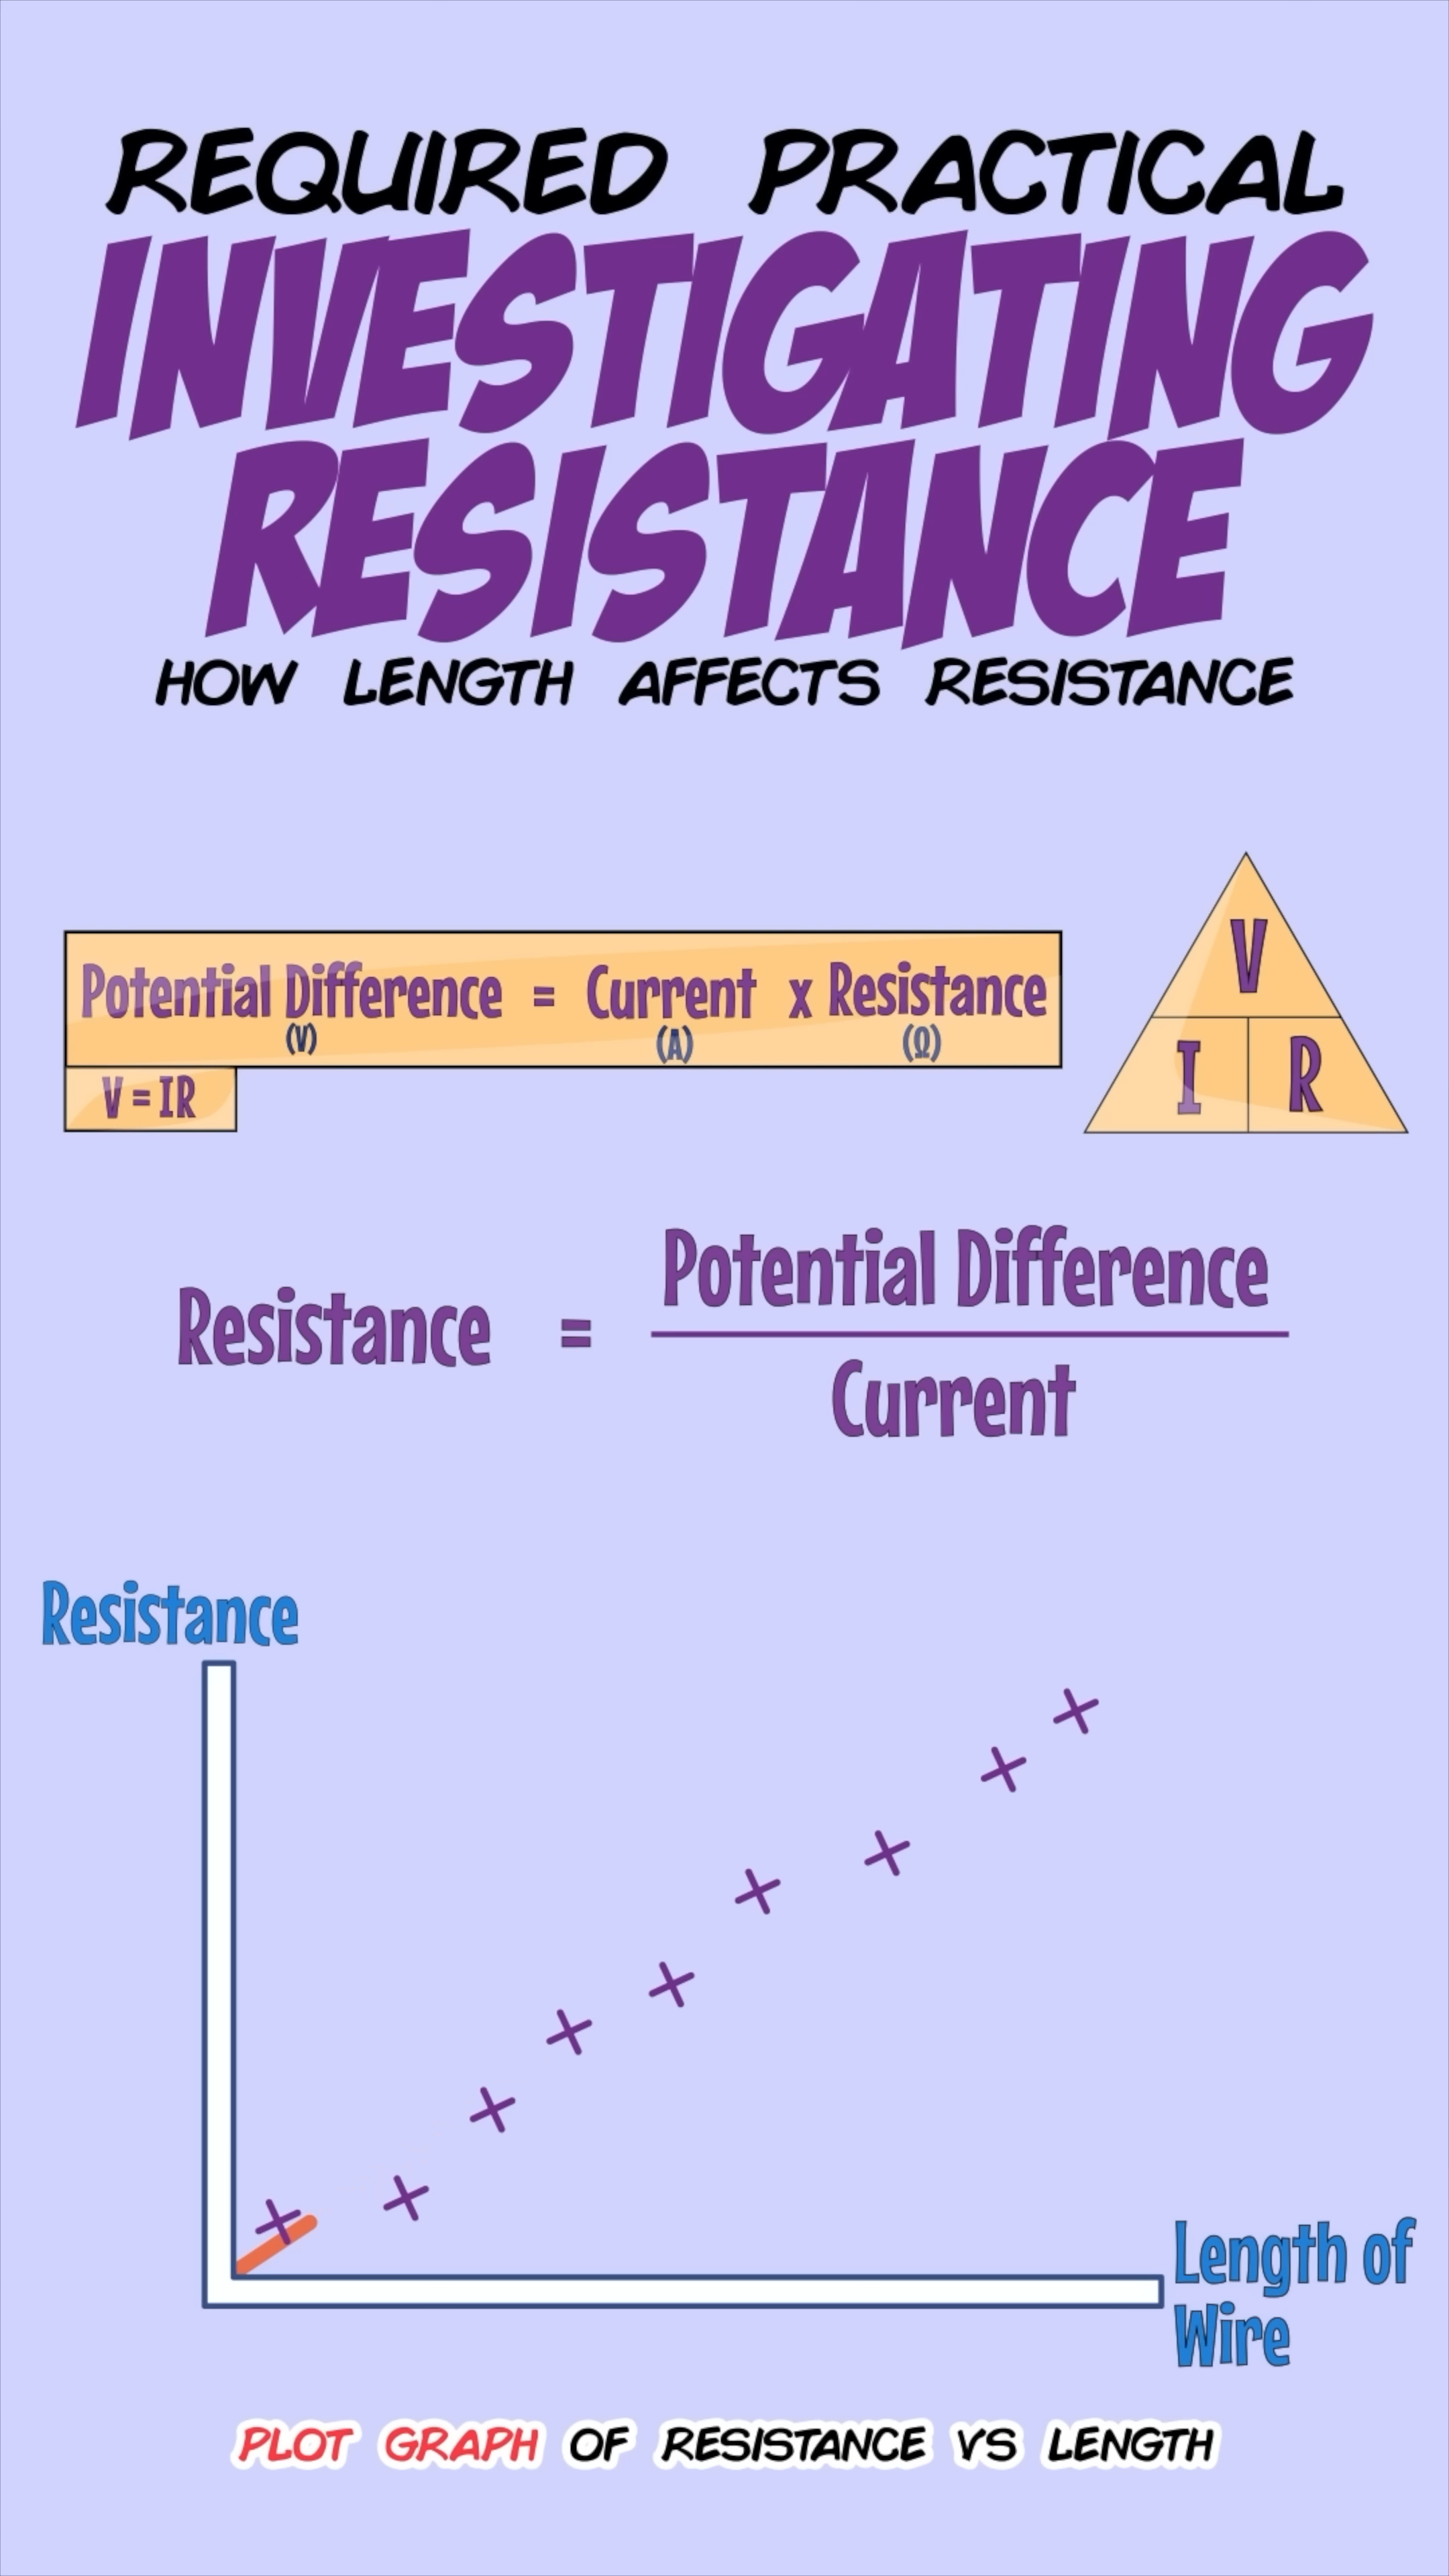 REQUIRED PRACTICAL
INVESTIGATING
RESISTANCE
HOW LENGTH AFFECTS RESISTANCE
Potential Difference = Current x Resistance
(V) (A) (Ω)
V = IR
V
I R
Potential Difference
Resistance =
Current
Resistance
Length of
Wire
PLOT GRAPH OF RESISTANCE VS LENGTH